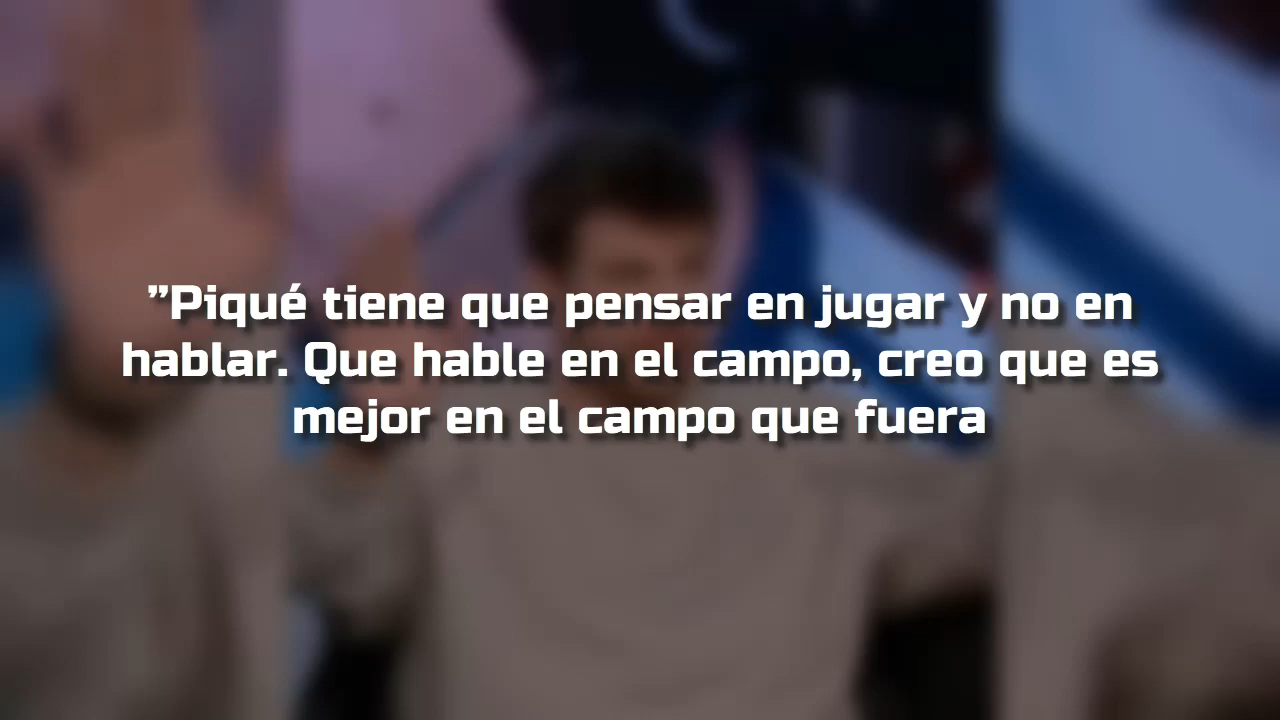 ”Piqué tiene que pensar en jugar y no en
hablar. Que hable en el campo, creo que es
mejor en el campo que fuera